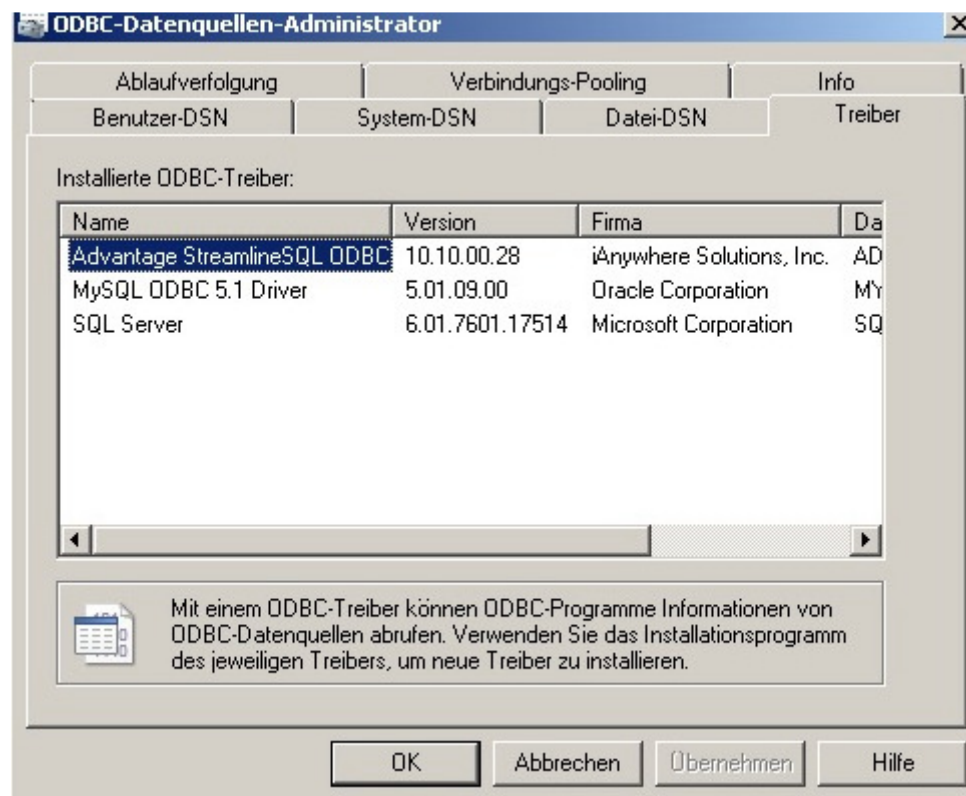 ODBC-Datenquellen-Administrator
Ablaufverfolgung Verbindungs-Pooling Info
Benutzer-DSN System-DSN Datei-DSN Treiber
Installierte ODBC-Treiber:
Name Version Firma Da
Advantage StreamlineSQL ODBC 10.10.00.28 iAnywhere Solutions, Inc. AD
MySQL ODBC 5.1 Driver 5.01.09.00 Oracle Corporation MY
SQL Server 6.01.7601.17514 Microsoft Corporation SQ
Mit einem ODBC-Treiber können ODBC-Programme Informationen von
ODBC-Datenquellen abrufen. Verwenden Sie das Installationsprogramm
des jeweiligen Treibers, um neue Treiber zu installieren.
OK Abbrechen Übernehmen Hilfe